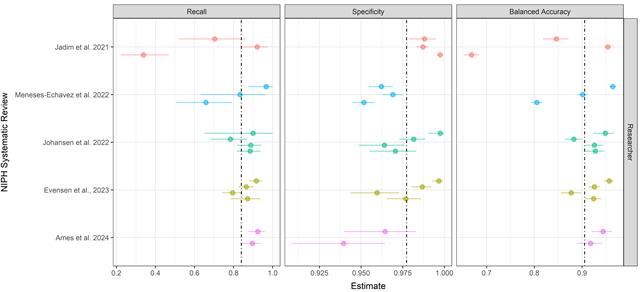 Recall
Specificity
Balanced Accuracy
NIPH Systematic Review
Jadim et al. 2021
Meneses-Echavez et al. 2022
Johansen et al. 2022
Evensen et al., 2023
Ames et al. 2024
Researcher
0.2 0.4 0.6 0.8 1.0
0.925 0.950 0.975 1.000
0.7 0.8 0.9
Estimate